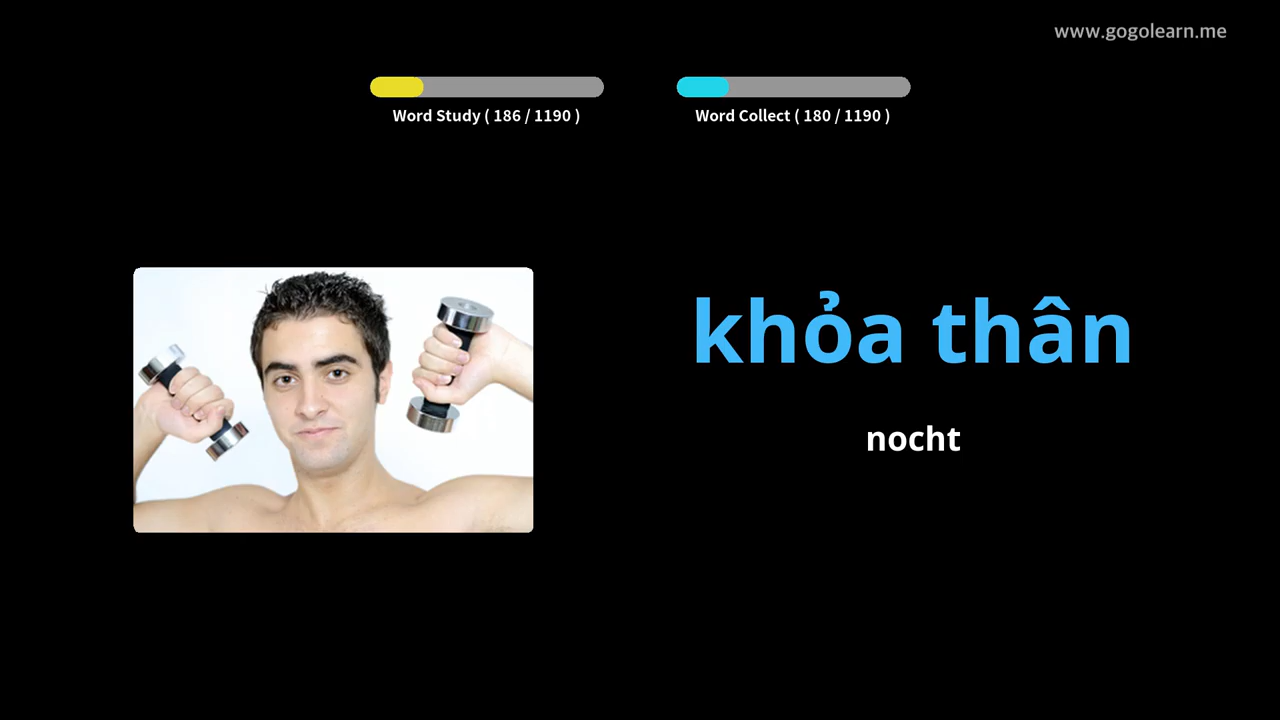 www.gogolearn.me
Word Study ( 186 / 1190 )
Word Collect ( 180 / 1190 )
khỏa thân
nocht